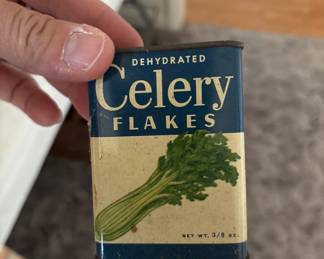 DEHYDRATED
Celery
FLAKES
NET WT. 3/8 OZ.